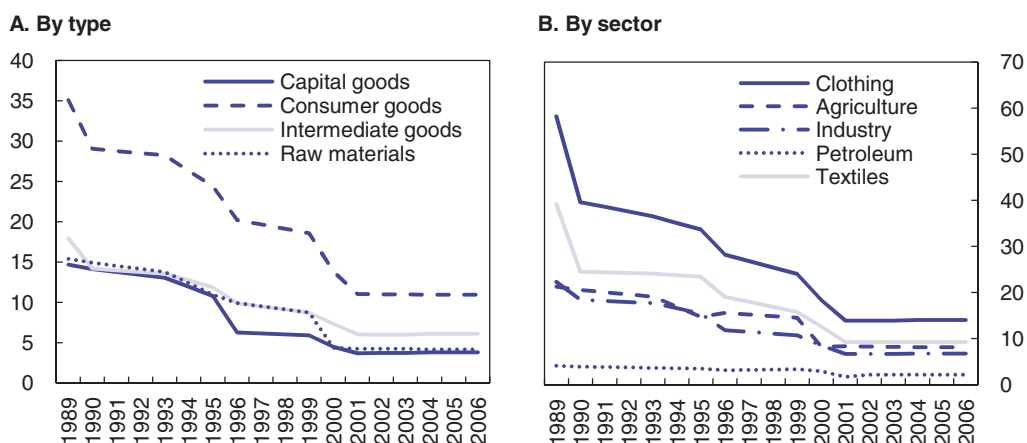 A. By type
40
35
30
25
20
15
10
5
0
Capital goods
Consumer goods
Intermediate goods
Raw materials
1989 1990 1991 1992 1993 1994 1995 1996 1997 1998 1999 2000 2001 2002 2003 2004 2005 2006
B. By sector
70
60
50
40
30
20
10
0
Clothing
Agriculture
Industry
Petroleum
Textiles
1989 1990 1991 1992 1993 1994 1995 1996 1997 1998 1999 2000 2001 2002 2003 2004 2005 2006